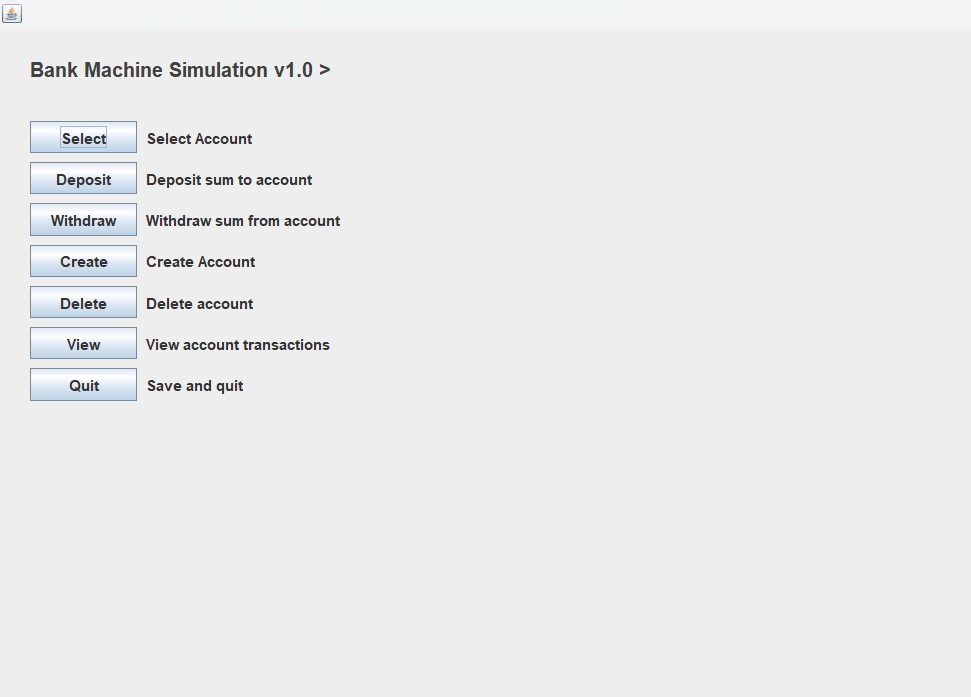 Bank Machine Simulation v1.0 >
Select Select Account
Deposit Deposit sum to account
Withdraw Withdraw sum from account
Create Create Account
Delete Delete account
View View account transactions
Quit Save and quit